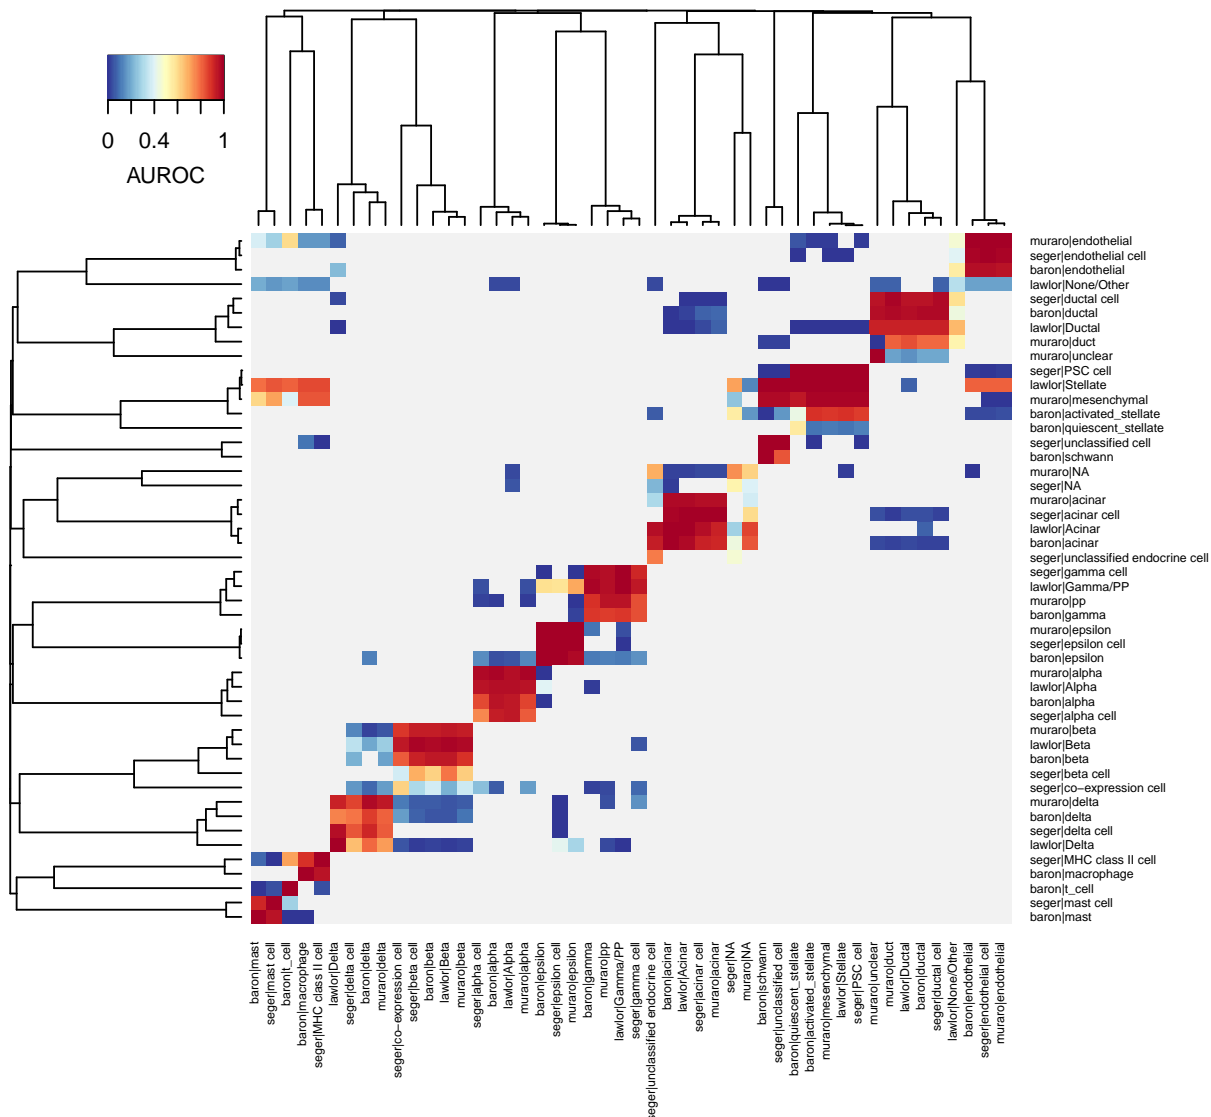 0 0.4 1
AUROC
muraro|endothelial
seger|endothelial cell
baron|endothelial
lawlor|None/Other
seger|ductal cell
baron|ductal
lawlor|Ductal
muraro|duct
muraro|unclear
seger|PSC cell
lawlor|Stellate
muraro|mesenchymal
baron|activated_stellate
baron|quiescent_stellate
seger|unclassified cell
baron|schwann
muraro|NA
seger|NA
muraro|acinar
seger|acinar cell
lawlor|Acinar
baron|acinar
seger|unclassified endocrine cell
seger|gamma cell
lawlor|Gamma/PP
muraro|pp
baron|gamma
muraro|epsilon
seger|epsilon cell
baron|epsilon
muraro|alpha
lawlor|Alpha
baron|alpha
seger|alpha cell
muraro|beta
lawlor|Beta
baron|beta
seger|beta cell
seger|co−expression cell
muraro|delta
baron|delta
seger|delta cell
lawlor|Delta
seger|MHC class II cell
baron|macrophage
baron|t_cell
seger|mast cell
baron|mast
baron|mast
seger|mast cell
baron|t_cell
baron|macrophage
seger|MHC class II cell
lawlor|Delta
seger|delta cell
baron|delta
muraro|delta
seger|co−expression cell
seger|beta cell
baron|beta
lawlor|Beta
muraro|beta
seger|alpha cell
baron|alpha
lawlor|Alpha
muraro|alpha
baron|epsilon
seger|epsilon cell
muraro|epsilon
baron|gamma
muraro|pp
lawlor|Gamma/PP
seger|gamma cell
seger|unclassified endocrine cell
baron|acinar
lawlor|Acinar
seger|acinar cell
muraro|acinar
seger|NA
muraro|NA
baron|schwann
seger|unclassified cell
baron|quiescent_stellate
baron|activated_stellate
muraro|mesenchymal
lawlor|Stellate
seger|PSC cell
muraro|unclear
muraro|duct
lawlor|Ductal
baron|ductal
seger|ductal cell
lawlor|None/Other
baron|endothelial
seger|endothelial cell
muraro|endothelial